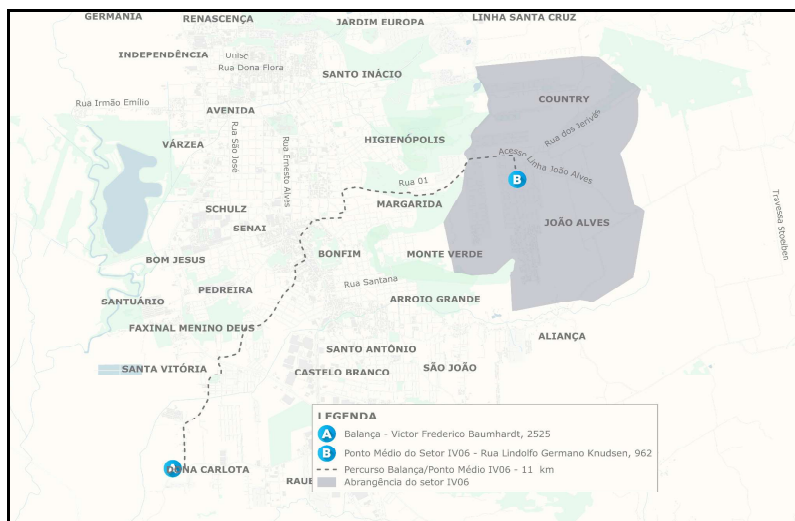 GERMANIA
RENASCENÇA
JARDIM EUROPA
LINHA SANTA CRUZ
INDEPENDÊNCIA
Unisc
Rua Dona Flora
SANTO INÁCIO
Rua Irmão Emílio
AVENIDA
COUNTRY
Rua São José
Rua Ernesto Alves
Rua dos Jerivás
VÁRZEA
HIGIENÓPOLIS
Acesso Linha João Alves
B
Rua 01
Travessa Stoelben
SCHULZ
MARGARIDA
SENAI
JOÃO ALVES
BOM JESUS
BONFIM
MONTE VERDE
PEDREIRA
Rua Santana
SANTUÁRIO
ARROIO GRANDE
FAXINAL MENINO DEUS
ALIANÇA
SANTO ANTÔNIO
SANTA VITÓRIA
CASTELO BRANCO
SÃO JOÃO
LEGENDA
A Balança - Victor Frederico Baumhardt, 2525
B Ponto Médio do Setor IV06 - Rua Lindolfo Germano Knudsen, 962
Percurso Balança/Ponto Médio IV06 - 11 km
Abrangência do setor IV06
A
DONA CARLOTA
RAUB